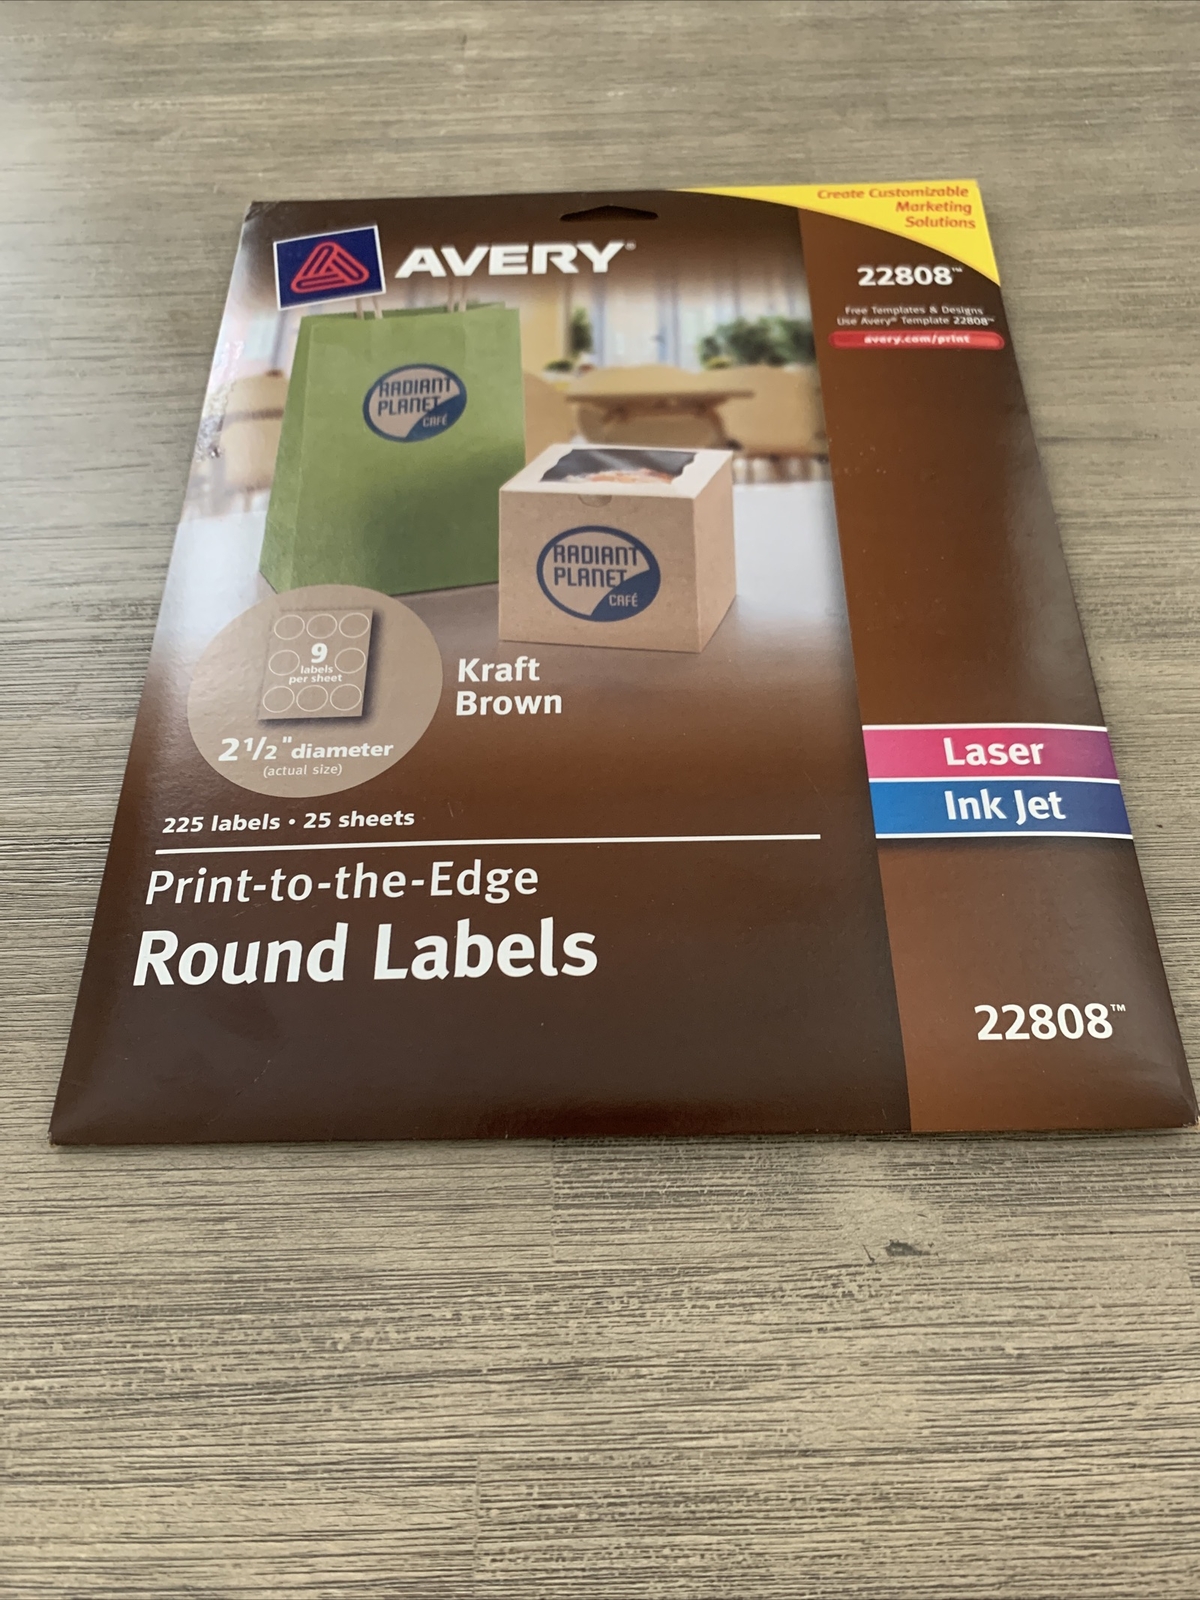 Create Customizable
Marketing
Solutions
AVERY®
22808™
Free Templates & Designs
Use Avery® Template 22808™
avery.com/print
RADIANT
PLANET
CAFÉ
RADIANT
PLANET
CAFÉ
9
labels
per sheet
Kraft
Brown
2 1/2" diameter
(actual size)
Laser
Ink Jet
225 labels • 25 sheets
Print-to-the-Edge
Round Labels
22808™